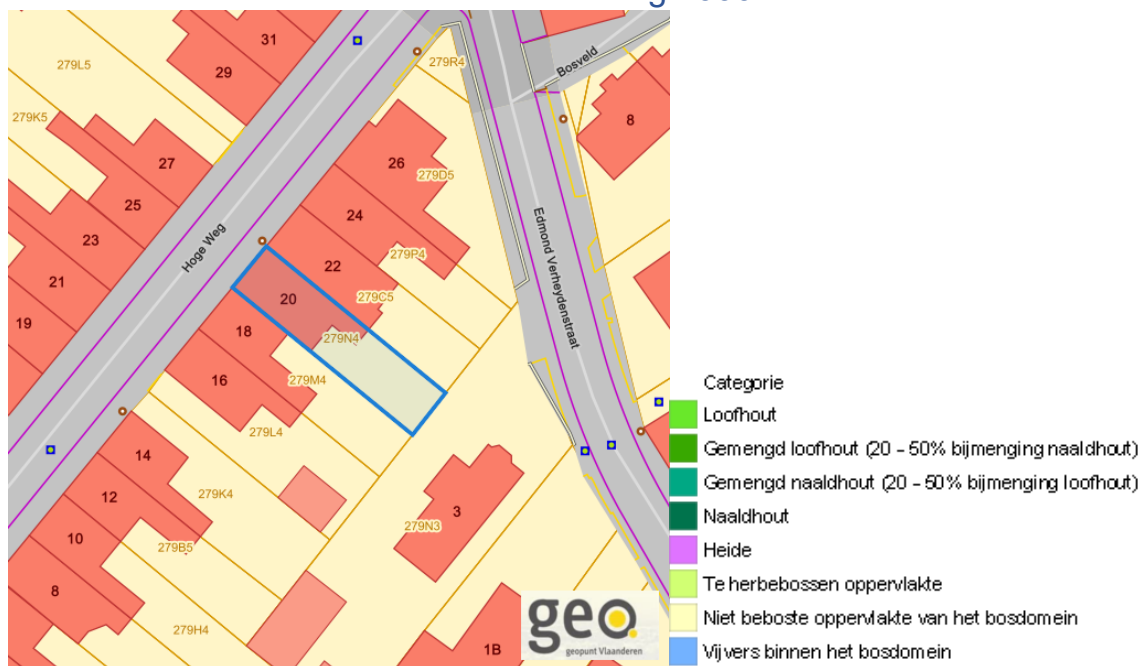 31
279L5
29
279R4
Bosveld
8
279K5
27
26
279D5
25
24
23
Hoge Weg
22
279P4
Edmond Verheydenstraat
21
20
279C5
19
18
279N4
16
279M4
279L4
14
12
279K4
3
279N3
10
279B5
8
279H4
1B
geo.
geopunt Vlaanderen
Categorie
Loofhout
Gemengd loofhout (20 - 50% bijmenging naaldhout)
Gemengd naaldhout (20 - 50% bijmenging loofhout)
Naaldhout
Heide
Te herbebossen oppervlakte
Niet beboste oppervlakte van het bosdomein
Vijvers binnen het bosdomein